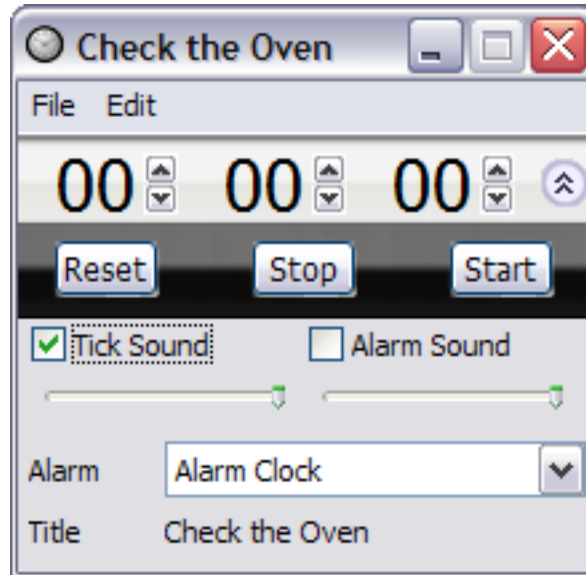 Check the Oven
File Edit
00 00 00
Reset Stop Start
Tick Sound Alarm Sound
Alarm Alarm Clock
Title Check the Oven